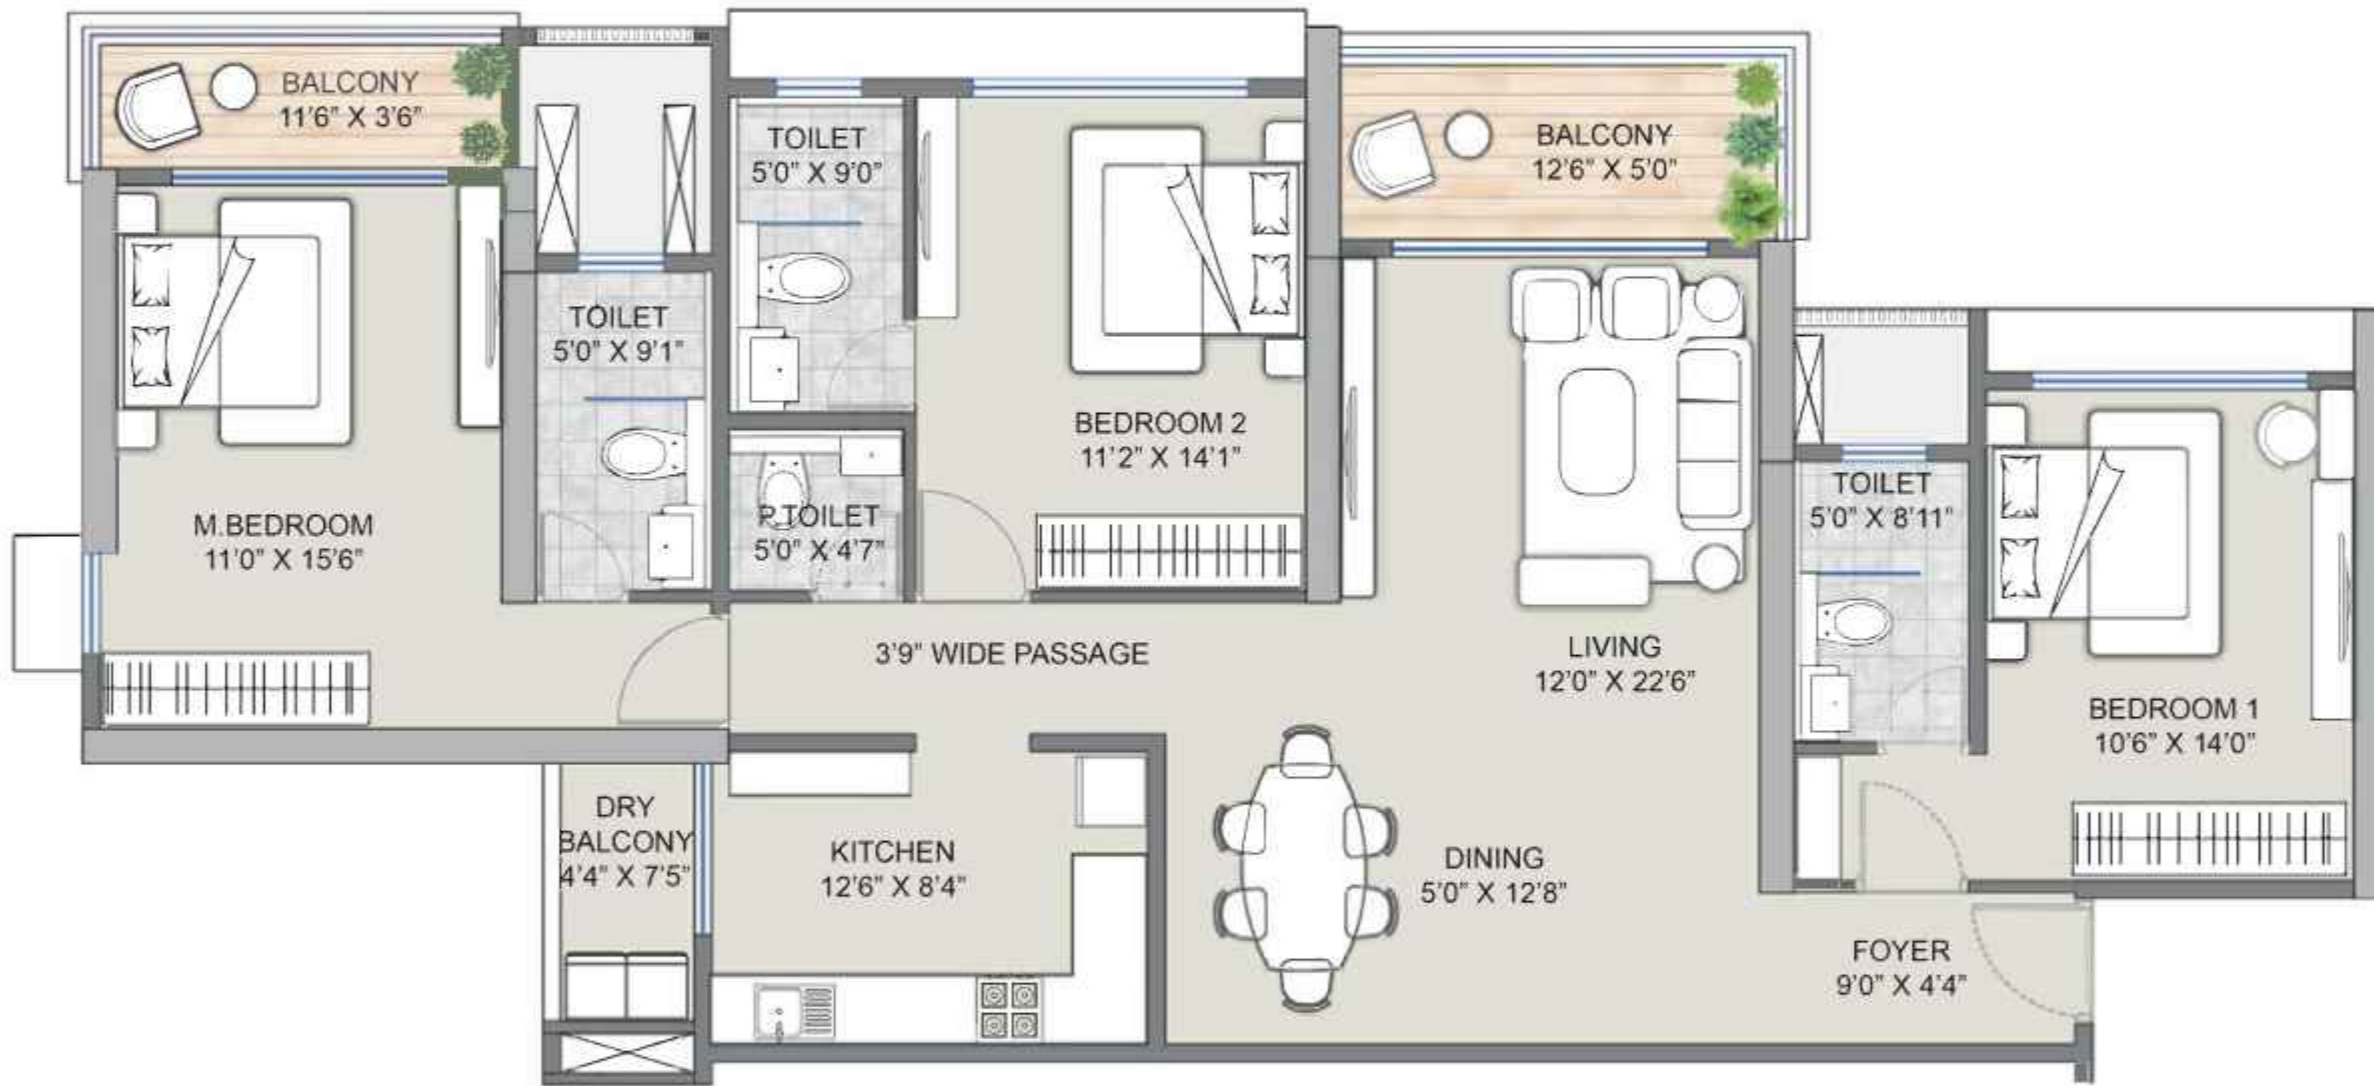 BALCONY
11'6" X 3'6"
TOILET
5'0" X 9'0"
BALCONY
12'6" X 5'0"
TOILET
5'0" X 9'1"
BEDROOM 2
11'2" X 14'1"
M.BEDROOM
11'0" X 15'6"
P.TOILET
5'0" X 4'7"
TOILET
5'0" X 8'11"
3'9" WIDE PASSAGE
LIVING
12'0" X 22'6"
BEDROOM 1
10'6" X 14'0"
DRY
BALCONY
4'4" X 7'5"
KITCHEN
12'6" X 8'4"
DINING
5'0" X 12'8"
FOYER
9'0" X 4'4"